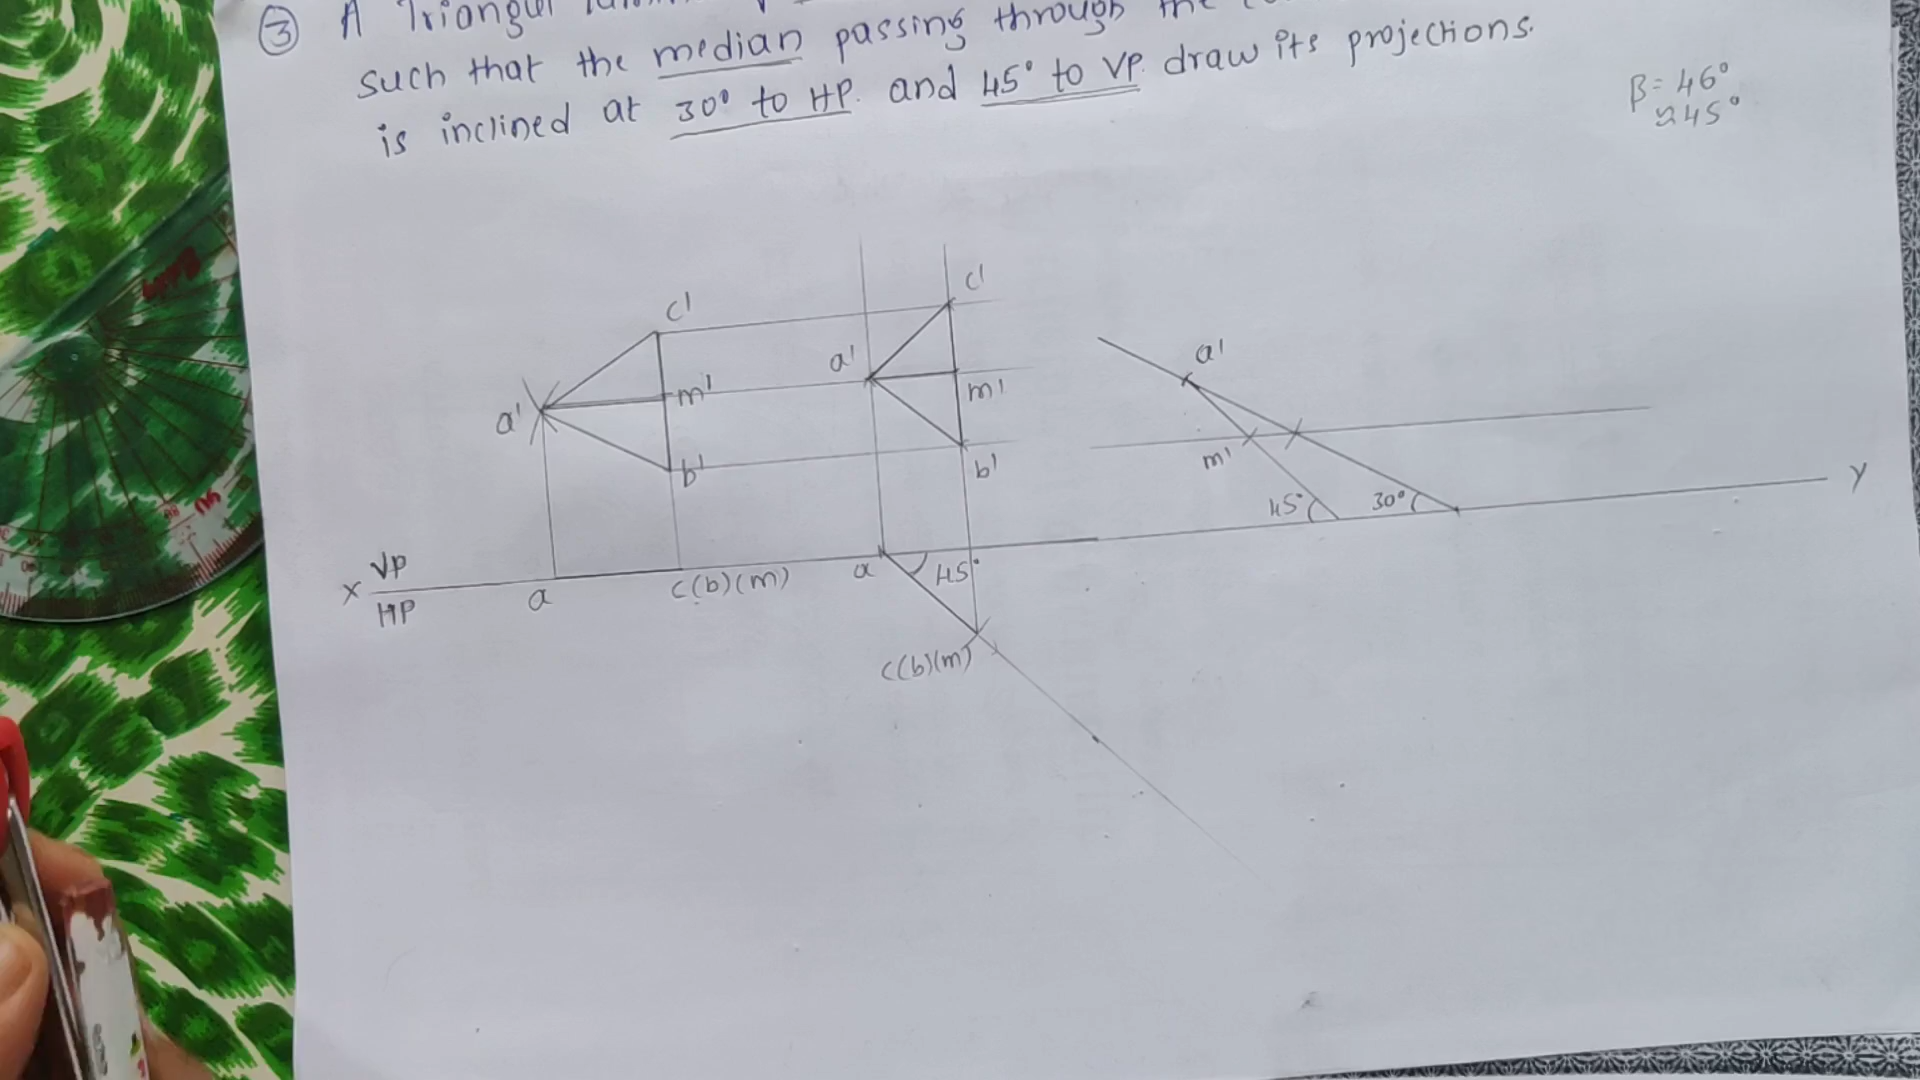 ③ A Triangul
such that the median passing through the
is inclined at 30° to HP. and 45° to VP. draw its projections.
β = 46°
≈45°
c'
c'
a'
m'
a'
a'
m'
b'
b'
m'
45°
30°
Y
X
VP
HP
a
c(b)(m)
a
45°
c(b)(m)